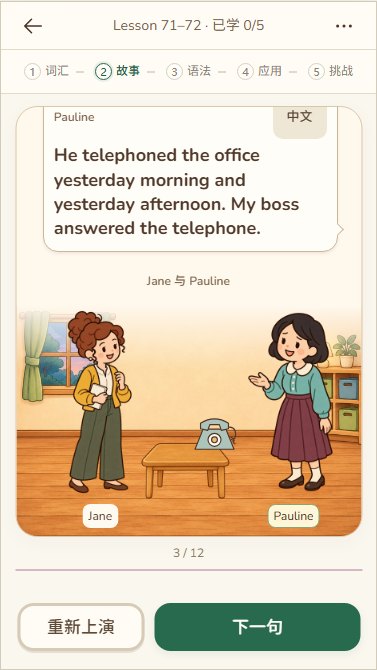 Lesson 71–72 · 已学 0/5
1 词汇 – 2 故事 – 3 语法 – 4 应用 – 5 挑战
Pauline
中文
He telephoned the office
yesterday morning and
yesterday afternoon. My boss
answered the telephone.
Jane 与 Pauline
Jane
Pauline
3 / 12
重新上演
下一句